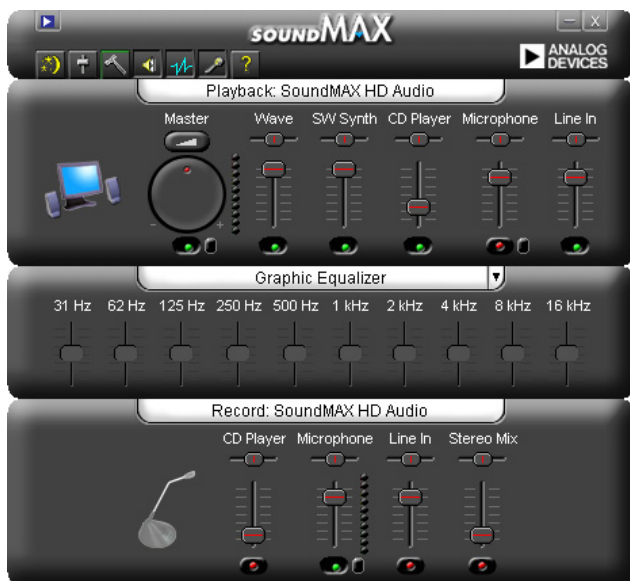 SOUNDMAX
X
?
ANALOG
DEVICES
Playback: SoundMAX HD Audio
Master Wave SW Synth CD Player Microphone Line In
- +
Graphic Equalizer
31 Hz 62 Hz 125 Hz 250 Hz 500 Hz 1 kHz 2 kHz 4 kHz 8 kHz 16 kHz
Record: SoundMAX HD Audio
CD Player Microphone Line In Stereo Mix